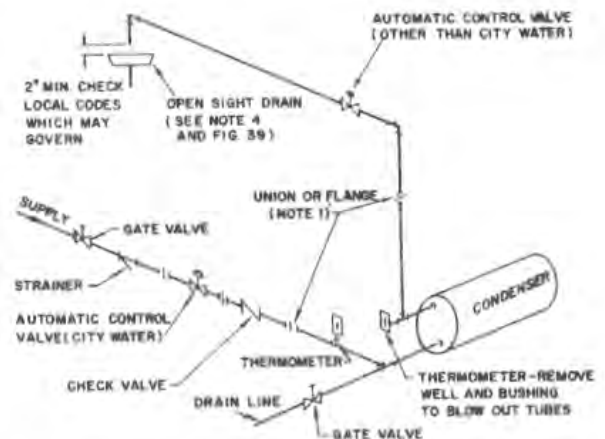 AUTOMATIC CONTROL VALVE
(OTHER THAN CITY WATER)
2" MIN. CHECK
LOCAL CODES
WHICH MAY
GOVERN
OPEN SIGHT DRAIN
(SEE NOTE 4
AND FIG. 39)
UNION OR FLANGE
(NOTE 1)
SUPPLY
GATE VALVE
STRAINER
CONDENSER
AUTOMATIC CONTROL
VALVE (CITY WATER)
THERMOMETER
CHECK VALVE
THERMOMETER-REMOVE
WELL AND BUSHING
TO BLOW OUT TUBES
DRAIN LINE
GATE VALVE